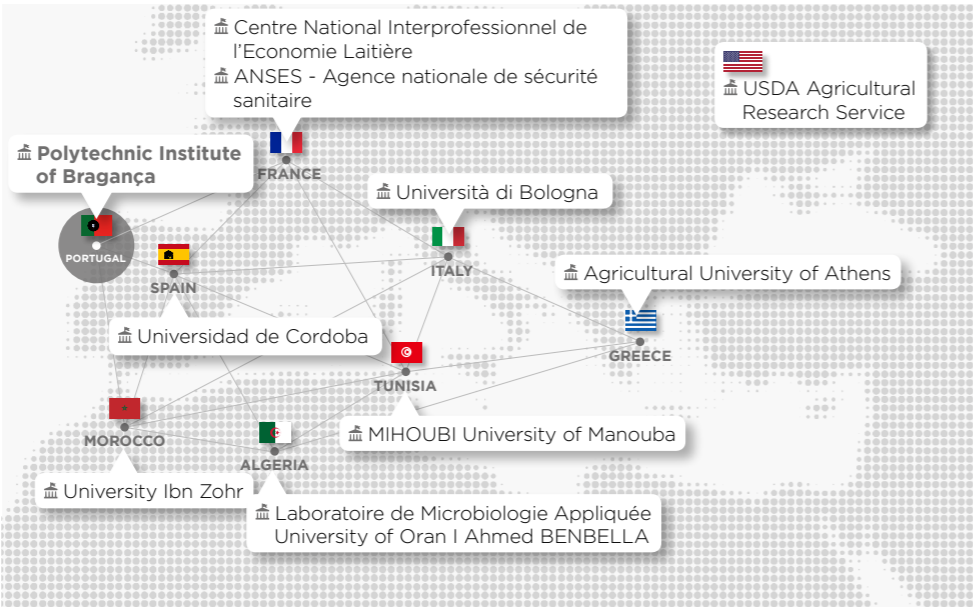 Centre National Interprofessionnel de
l'Economie Laitière
ANSES - Agence nationale de sécurité
sanitaire
USDA Agricultural
Research Service
Polytechnic Institute
of Bragança
FRANCE
Università di Bologna
PORTUGAL
ITALY
SPAIN
Agricultural University of Athens
Universidad de Cordoba
GREECE
TUNISIA
MOROCCO
MIHOUBI University of Manouba
ALGERIA
University Ibn Zohr
Laboratoire de Microbiologie Appliquée
University of Oran I Ahmed BENBELLA